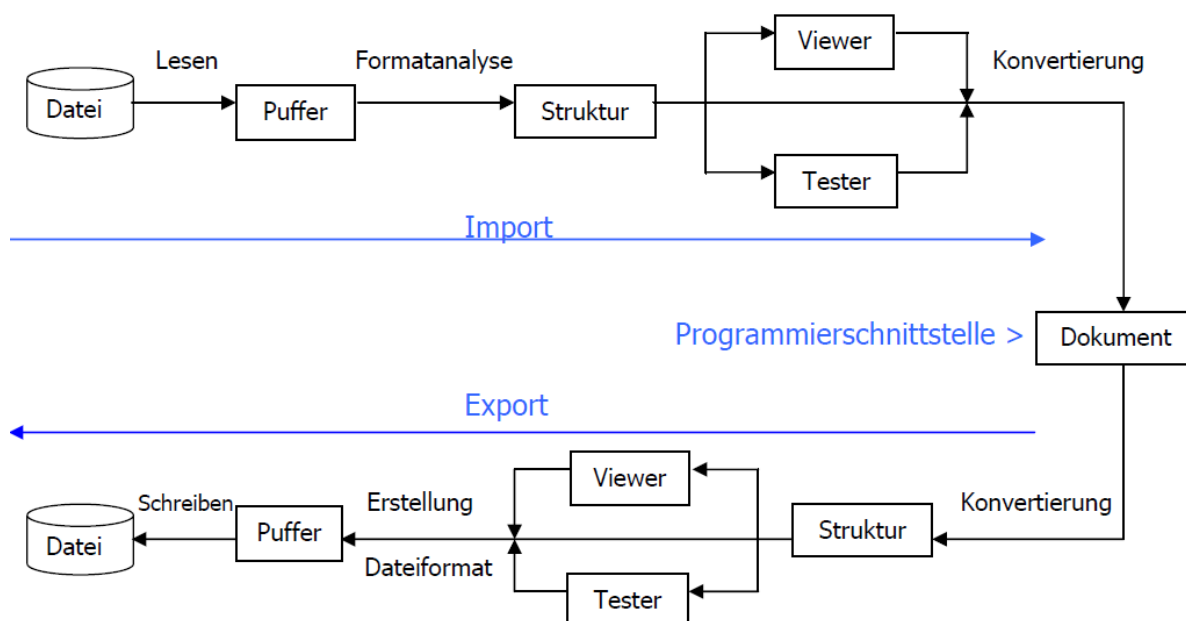 Viewer
Lesen
Formatanalyse
Konvertierung
Datei
Puffer
Struktur
Tester
Import
Programmierschnittstelle >
Dokument
Export
Viewer
Schreiben
Erstellung
Konvertierung
Datei
Puffer
Struktur
Dateiformat
Tester